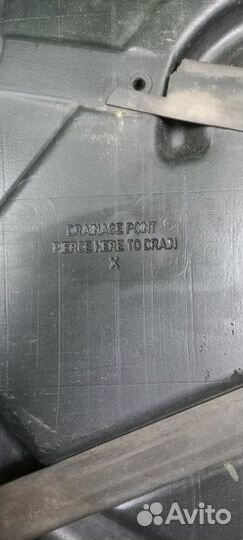 DRAINAGE POINT
PIERCE HERE TO DRAIN
X
Avito